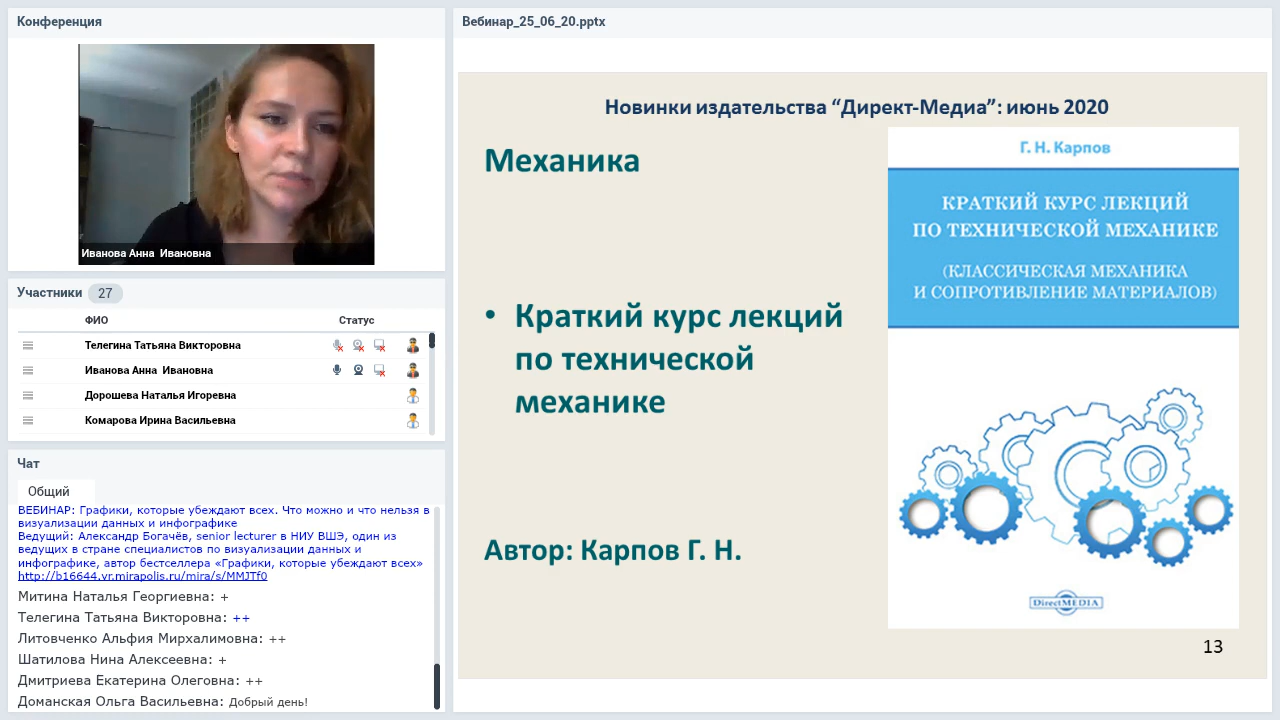 Конференция
Иванова Анна  Ивановна
Участники 27
ФИО Статус
Телегина Татьяна Викторовна
Иванова Анна  Ивановна
Дорошева Наталья Игоревна
Комарова Ирина Васильевна
Чат
Общий
ВЕБИНАР: Графики, которые убеждают всех. Что можно и что нельзя в
визуализации данных и инфографике
Ведущий: Александр Богачёв, senior lecturer в НИУ ВШЭ, один из
ведущих в стране специалистов по визуализации данных и
инфографике, автор бестселлера «Графики, которые убеждают всех»
http://b16644.vr.mirapolis.ru/mira/s/MMJTf0
Митина Наталья Георгиевна: +
Телегина Татьяна Викторовна: ++
Литовченко Альфия Мирхалимовна: ++
Шатилова Нина Алексеевна: +
Дмитриева Екатерина Олеговна: ++
Доманская Ольга Васильевна: Добрый день!
Вебинар_25_06_20.pptx
Новинки издательства “Директ-Медиа”: июнь 2020
Механика
• Краткий курс лекций
по технической
механике
Автор: Карпов Г. Н.
Г. Н. Карпов
КРАТКИЙ КУРС ЛЕКЦИЙ
ПО ТЕХНИЧЕСКОЙ МЕХАНИКЕ
(КЛАССИЧЕСКАЯ МЕХАНИКА
И СОПРОТИВЛЕНИЕ МАТЕРИАЛОВ)
DirectMEDIA
13